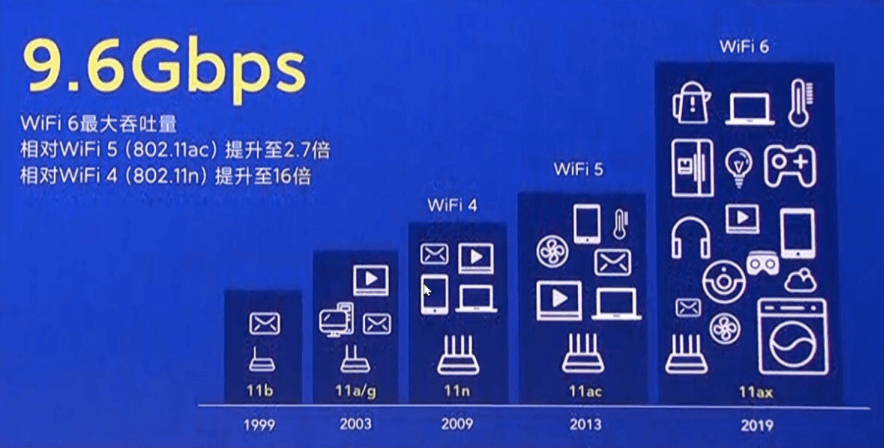 9.6Gbps
WiFi 6最大吞吐量
相对WiFi 5（802.11ac）提升至2.7倍
相对WiFi 4（802.11n）提升至16倍
WiFi 4
WiFi 5
WiFi 6
11b
11a/g
11n
11ac
11ax
1999
2003
2009
2013
2019